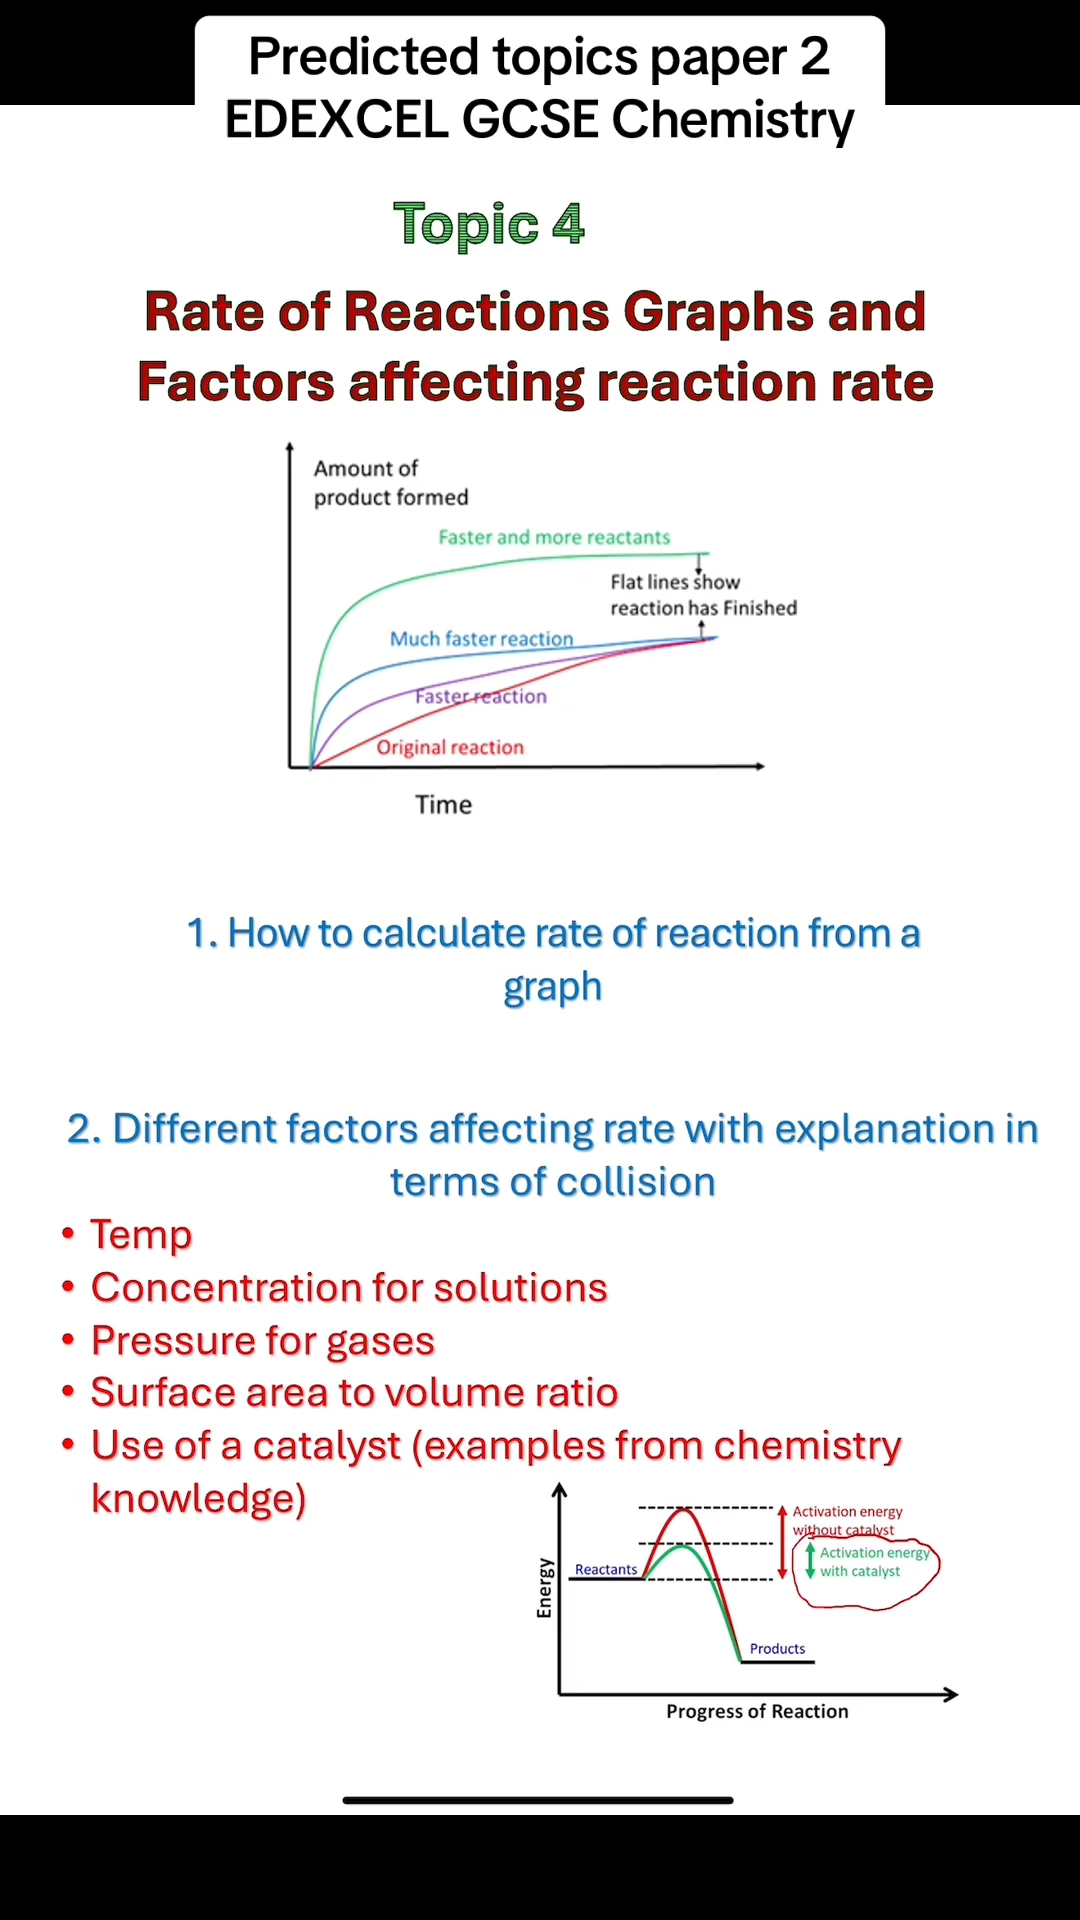 Predicted topics paper 2
EDEXCEL GCSE Chemistry
Topic 4
Rate of Reactions Graphs and
Factors affecting reaction rate
Amount of
product formed
Faster and more reactants
Flat lines show
reaction has Finished
Much faster reaction
Faster reaction
Original reaction
Time
1. How to calculate rate of reaction from a
graph
2. Different factors affecting rate with explanation in
terms of collision
• Temp
• Concentration for solutions
• Pressure for gases
• Surface area to volume ratio
• Use of a catalyst (examples from chemistry
knowledge)
Activation energy
without catalyst
Activation energy
with catalyst
Reactants
Energy
Products
Progress of Reaction